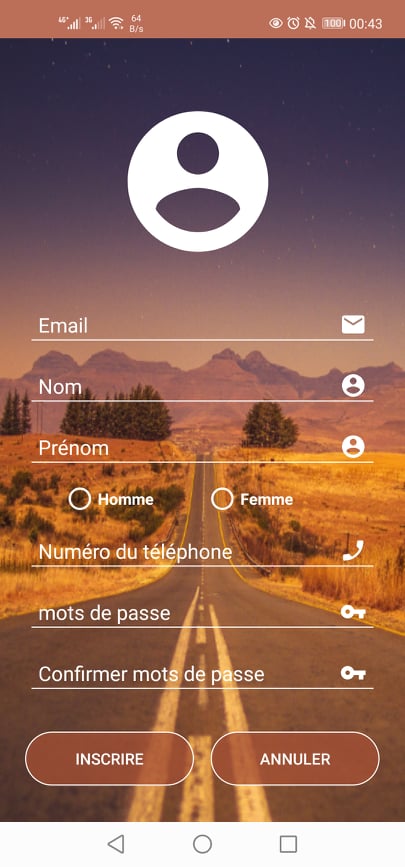 4G+ 3G 64 B/s 100 00:43
Email
Nom
Prénom
Homme Femme
Numéro du téléphone
mots de passe
Confirmer mots de passe
INSCRIRE ANNULER